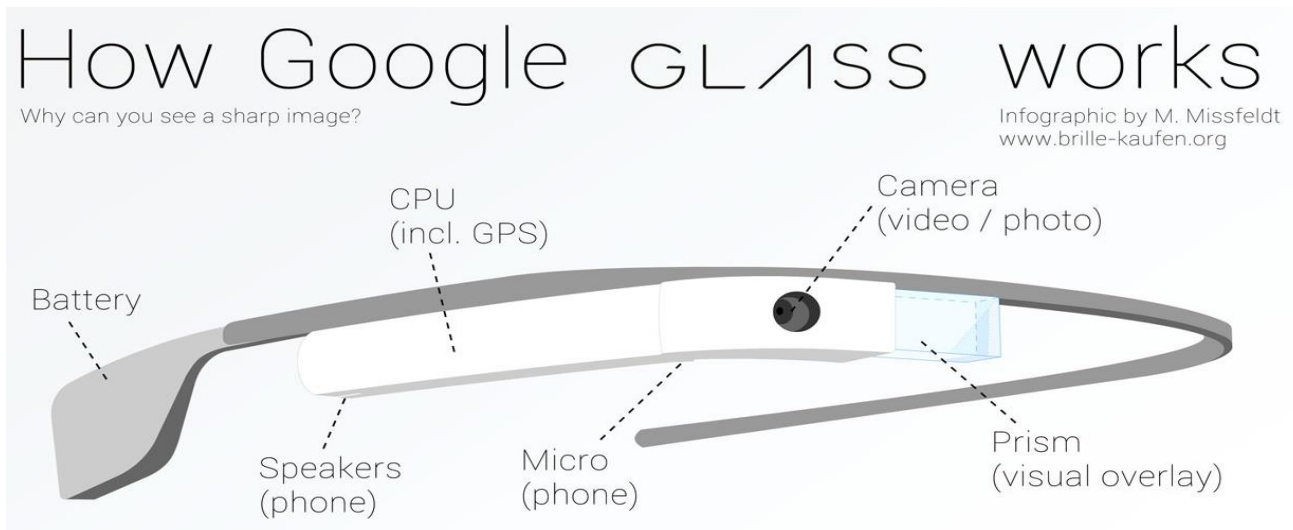 How Google GLASS works
Why can you see a sharp image?
Infographic by M. Missfeldt
www.brille-kaufen.org
CPU
(incl. GPS)
Camera
(video / photo)
Battery
Speakers
(phone)
Micro
(phone)
Prism
(visual overlay)